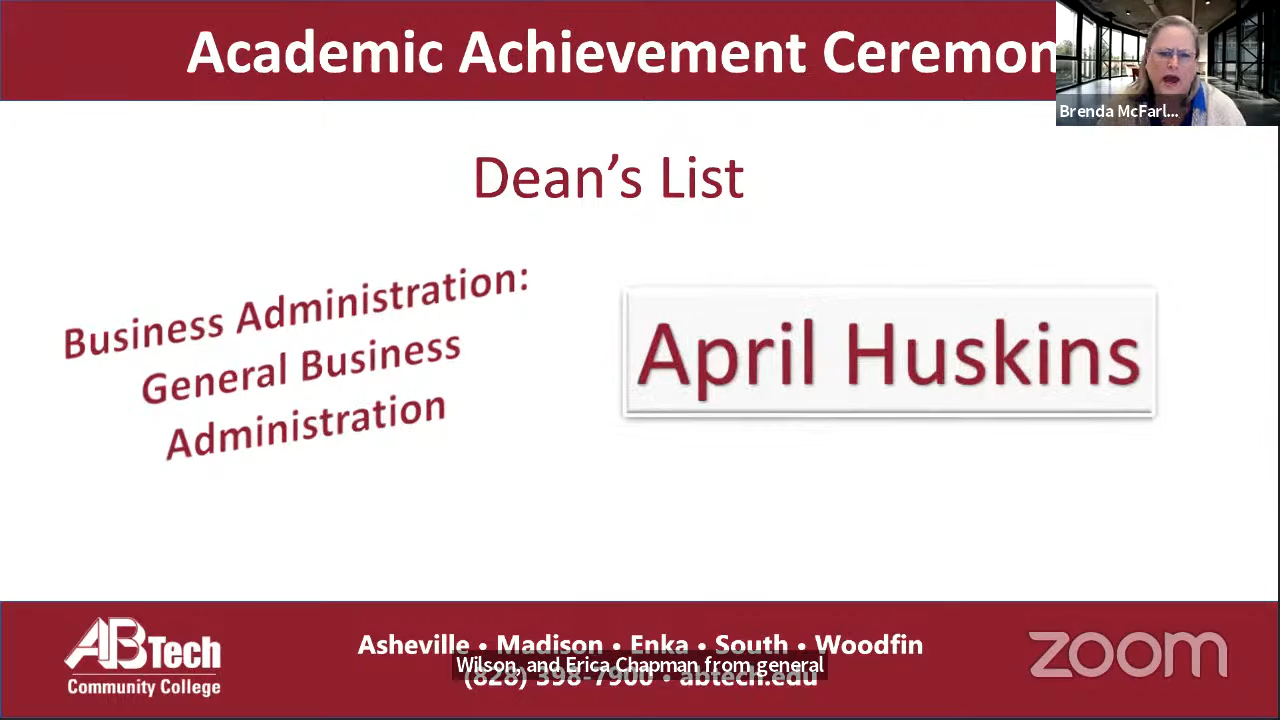 Academic Achievement Ceremon
Brenda McFarl...
Dean's List
Business Administration:
General Business
Administration
April Huskins
AB Tech
Community College
Asheville • Madison • Enka • South • Woodfin
Wilson, and Erica Chapman from general
(828) 398-7900 • abtech.edu
zoom